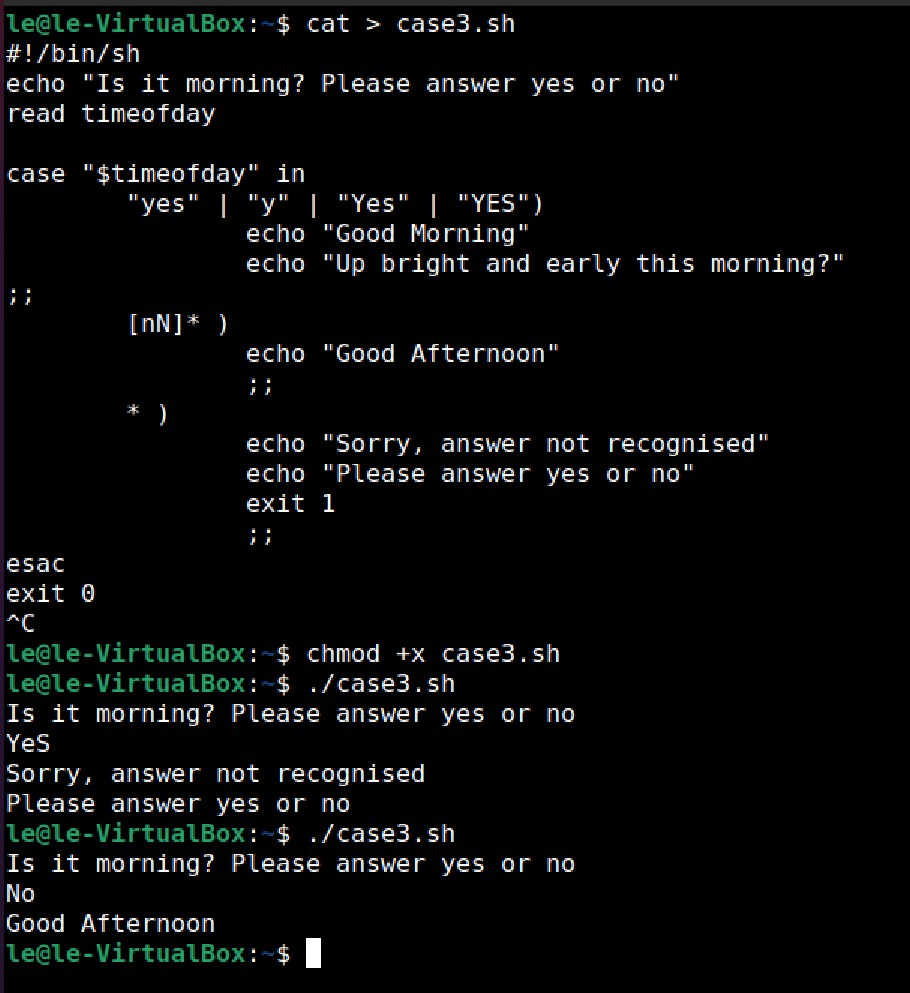 le@le-VirtualBox:~$ cat > case3.sh
#!/bin/sh
echo "Is it morning? Please answer yes or no"
read timeofday

case "$timeofday" in
        "yes" | "y" | "Yes" | "YES")
                echo "Good Morning"
                echo "Up bright and early this morning?"
;;
        [nN]* )
                echo "Good Afternoon"
                ;;
        * )
                echo "Sorry, answer not recognised"
                echo "Please answer yes or no"
                exit 1
                ;;
esac
exit 0
^C
le@le-VirtualBox:~$ chmod +x case3.sh
le@le-VirtualBox:~$ ./case3.sh
Is it morning? Please answer yes or no
YeS
Sorry, answer not recognised
Please answer yes or no
le@le-VirtualBox:~$ ./case3.sh
Is it morning? Please answer yes or no
No
Good Afternoon
le@le-VirtualBox:~$